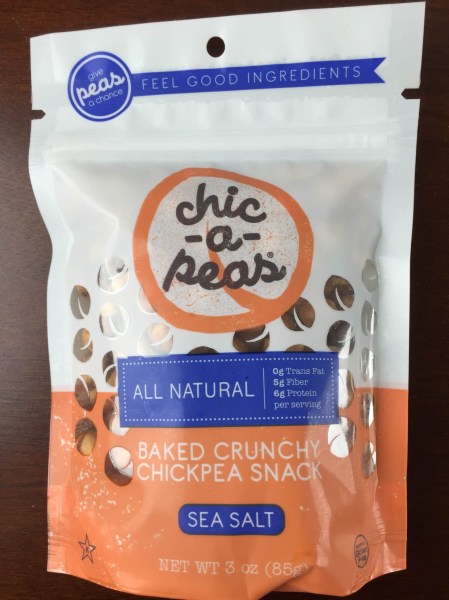 give
peas
a chance
FEEL GOOD INGREDIENTS
chic
-a-
peas
ALL NATURAL
0g Trans Fat
5g Fiber
6g Protein
per serving
BAKED CRUNCHY
CHICKPEA SNACK
SEA SALT
NET WT 3 oz (85g)